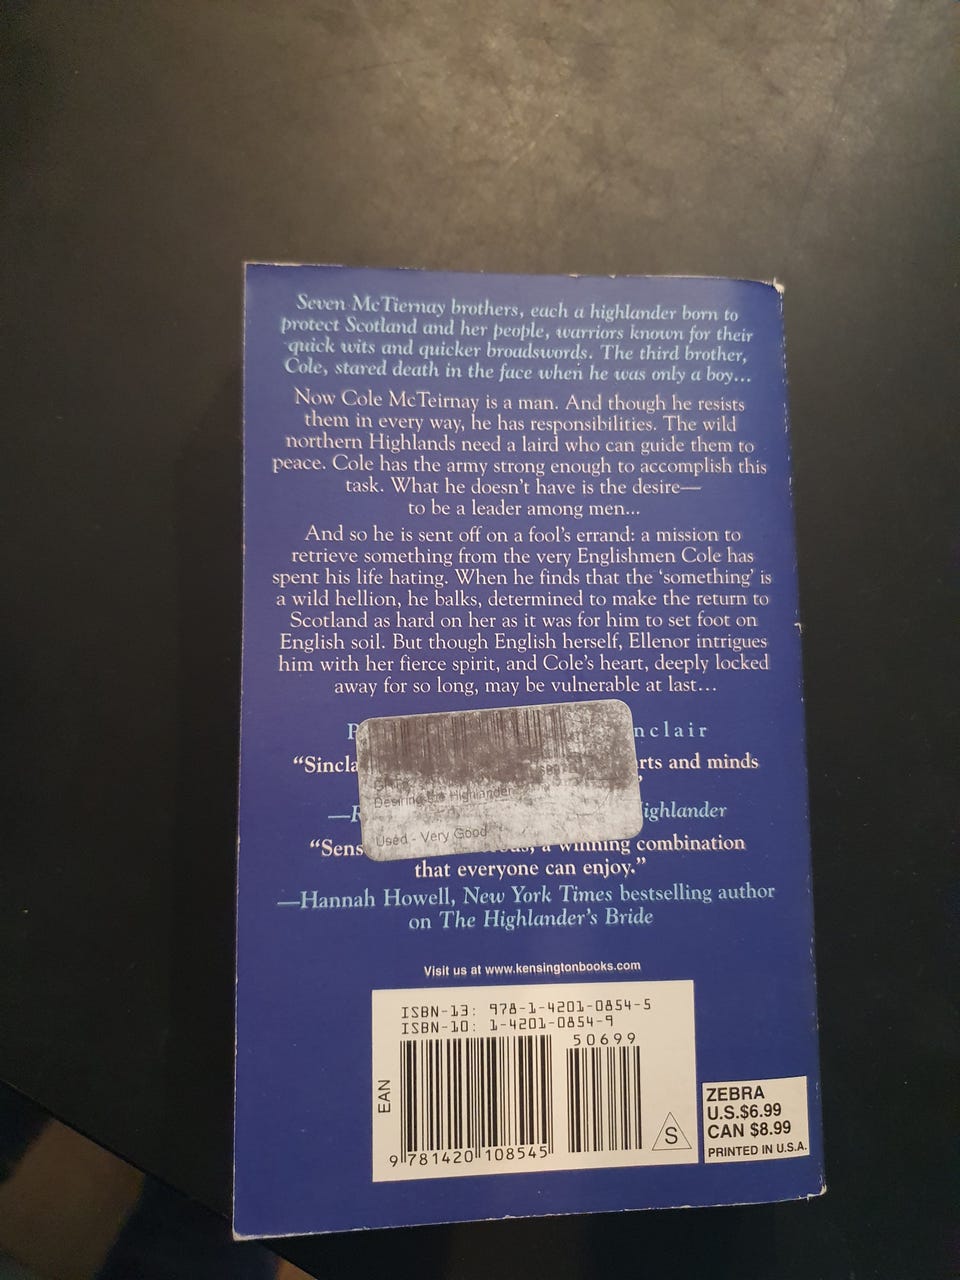 Seven McTiernay brothers, each a highlander born to
protect Scotland and her people, warriors known for their
quick wits and quicker broadswords. The third brother,
Cole, stared death in the face when he was only a boy...
Now Cole McTeirnay is a man. And though he resists
them in every way, he has responsibilities. The wild
northern Highlands need a laird who can guide them to
peace. Cole has the army strong enough to accomplish this
task. What he doesn't have is the desire—
to be a leader among men...
And so he is sent off on a fool's errand: a mission to
retrieve something from the very Englishmen Cole has
spent his life hating. When he finds that the 'something' is
a wild hellion, he balks, determined to make the return to
Scotland as hard on her as it was for him to set foot on
English soil. But though English herself, Ellenor intrigues
him with her fierce spirit, and Cole's heart, deeply locked
away for so long, may be vulnerable at last...
nclair
"Sincla
rts and minds
Desiring the Highlander
—R
ighlander
Used - Very Good
"Sens
a winning combination
that everyone can enjoy."
—Hannah Howell, New York Times bestselling author
on The Highlander's Bride
Visit us at www.kensingtonbooks.com
ISBN-13: 978-1-4201-0854-5
ISBN-10: 1-4201-0854-9
50699
EAN
9 781420 108545
S
ZEBRA
U.S.$6.99
CAN $8.99
PRINTED IN U.S.A.